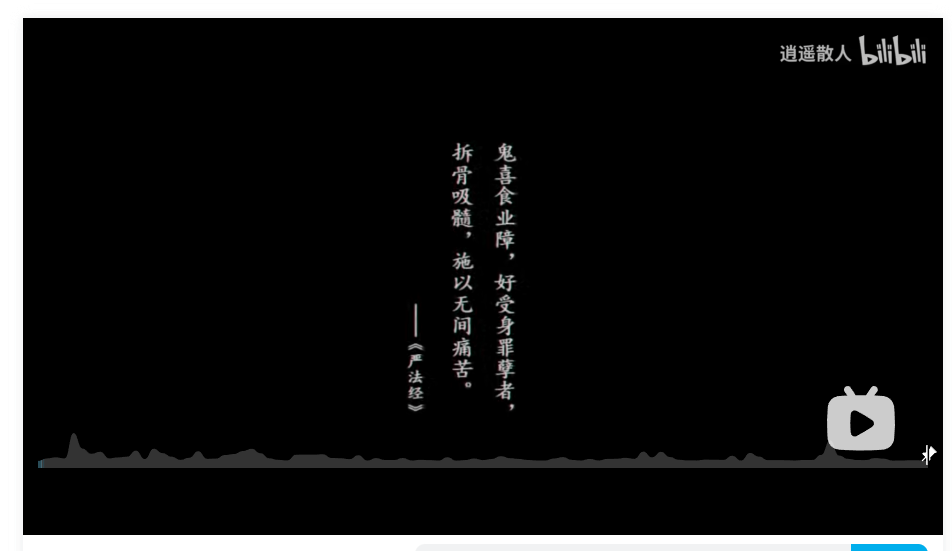 逍遥散人 bilibili
鬼喜食业障，好受身罪孽者，
拆骨吸髓，施以无间痛苦。
——《严法经》